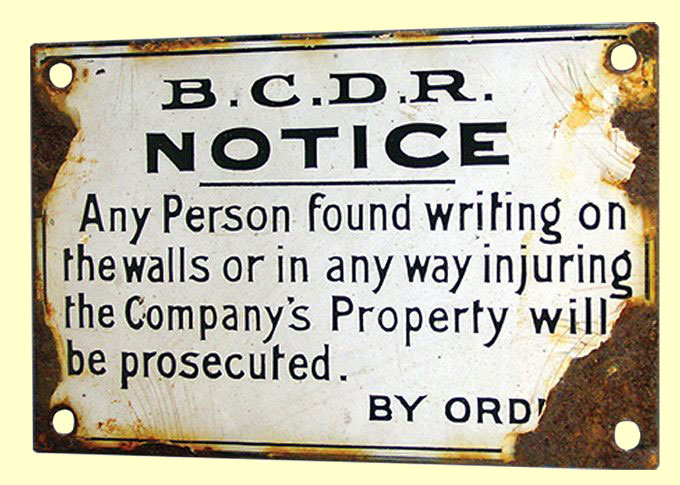 B.C.D.R.
NOTICE
Any Person found writing on
the walls or in any way injuring
the Company's Property will
be prosecuted.
BY ORD